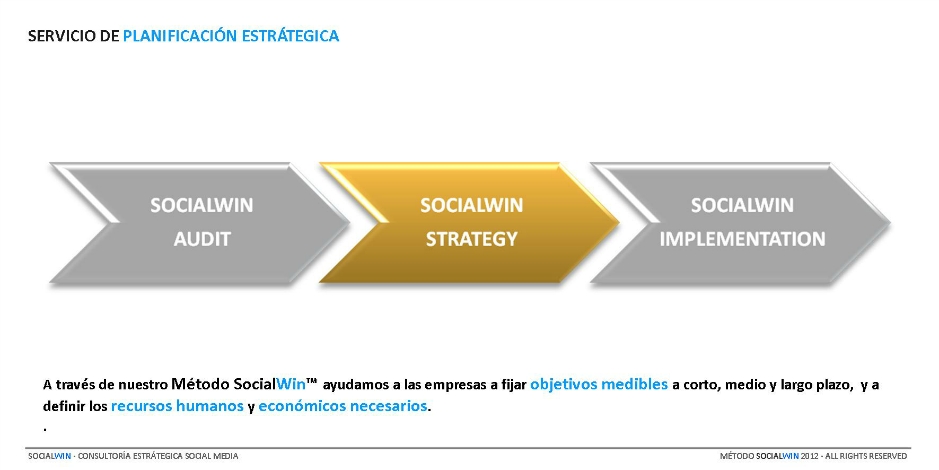 SERVICIO DE PLANIFICACIÓN ESTRÁTEGICA
SOCIALWIN
AUDIT
SOCIALWIN
STRATEGY
SOCIALWIN
IMPLEMENTATION
A través de nuestro Método SocialWin™ ayudamos a las empresas a fijar objetivos medibles a corto, medio y largo plazo, y a
definir los recursos humanos y económicos necesarios.
.
SOCIALWIN - CONSULTORÍA ESTRÁTEGICA SOCIAL MEDIA
MÉTODO SOCIALWIN 2012 - ALL RIGHTS RESERVED